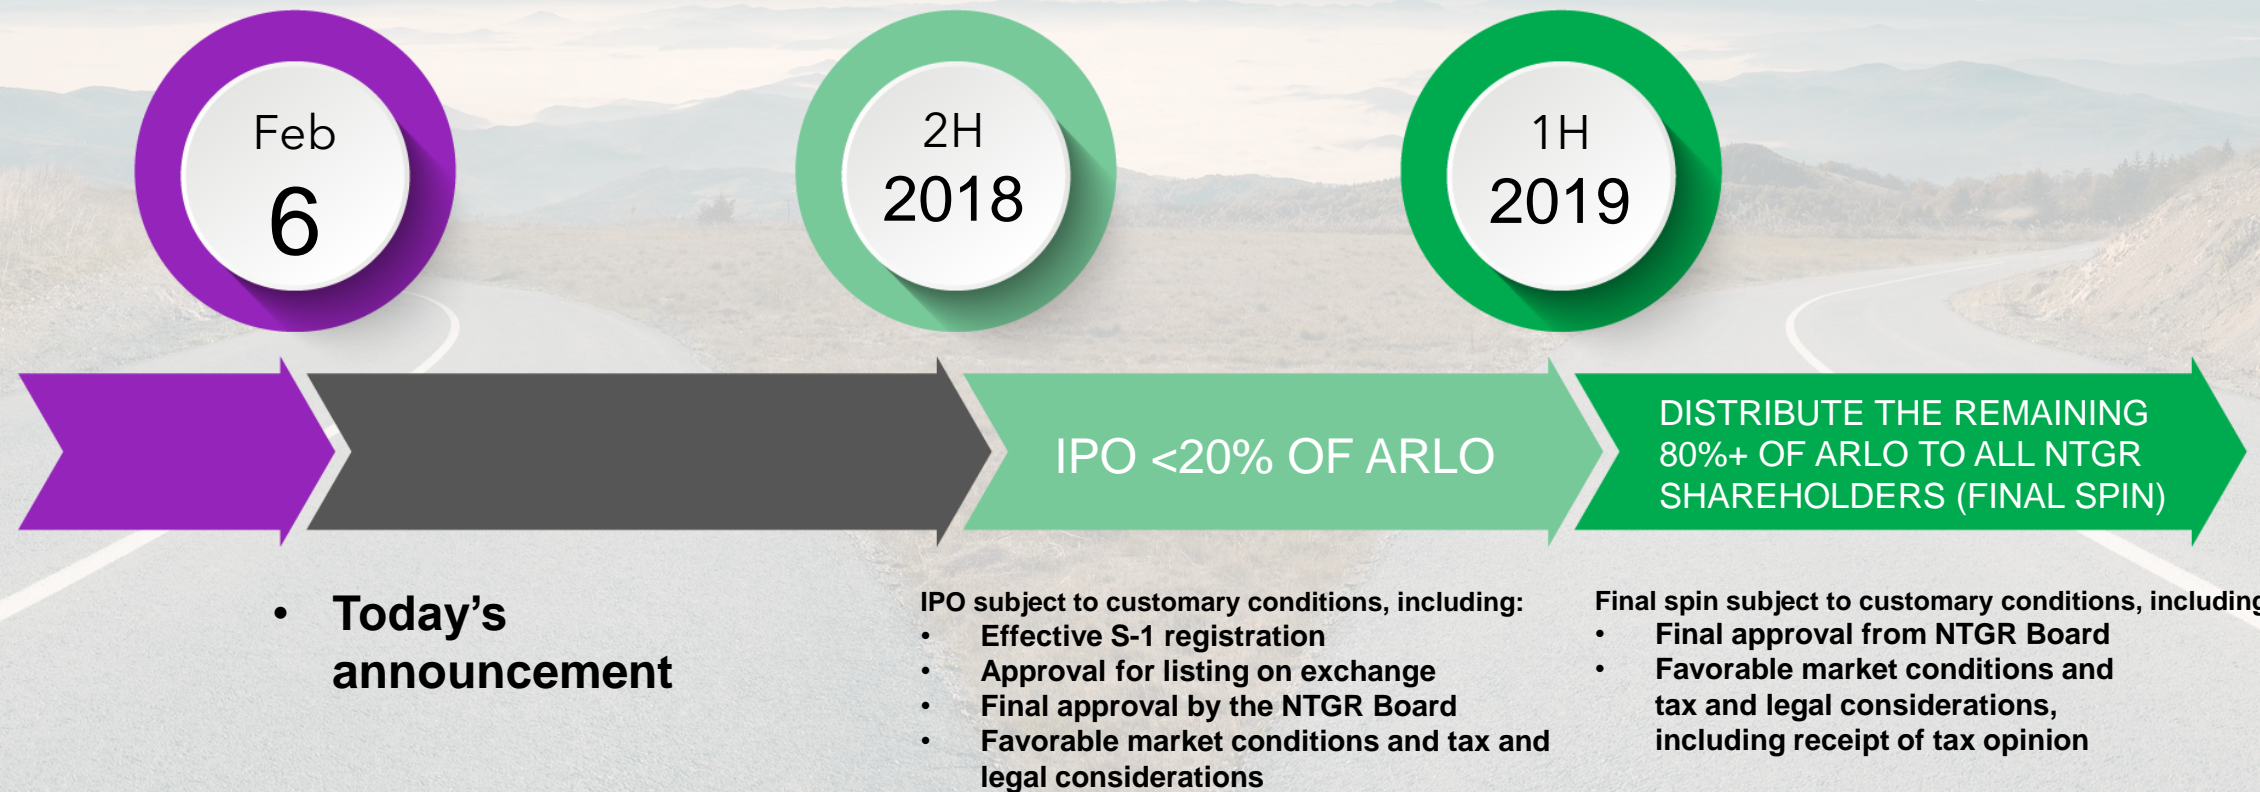 Feb
6
2H
2018
1H
2019
IPO <20% OF ARLO
DISTRIBUTE THE REMAINING
80%+ OF ARLO TO ALL NTGR
SHAREHOLDERS (FINAL SPIN)
• Today’s
announcement
IPO subject to customary conditions, including:
• Effective S-1 registration
• Approval for listing on exchange
• Final approval by the NTGR Board
• Favorable market conditions and tax and
legal considerations
Final spin subject to customary conditions, including
• Final approval from NTGR Board
• Favorable market conditions and
tax and legal considerations,
including receipt of tax opinion